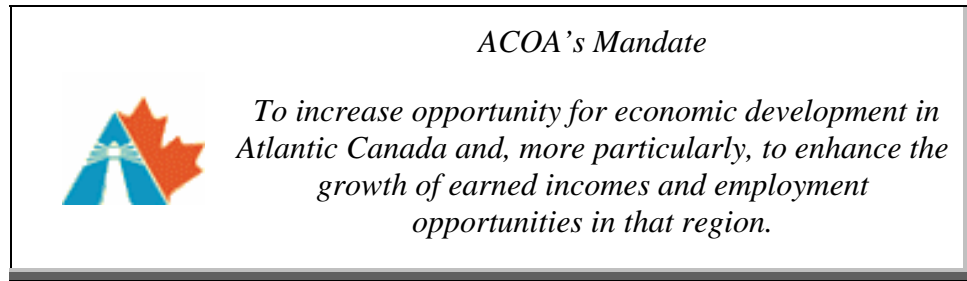 ACOA’s Mandate
To increase opportunity for economic development in
Atlantic Canada and, more particularly, to enhance the
growth of earned incomes and employment
opportunities in that region.